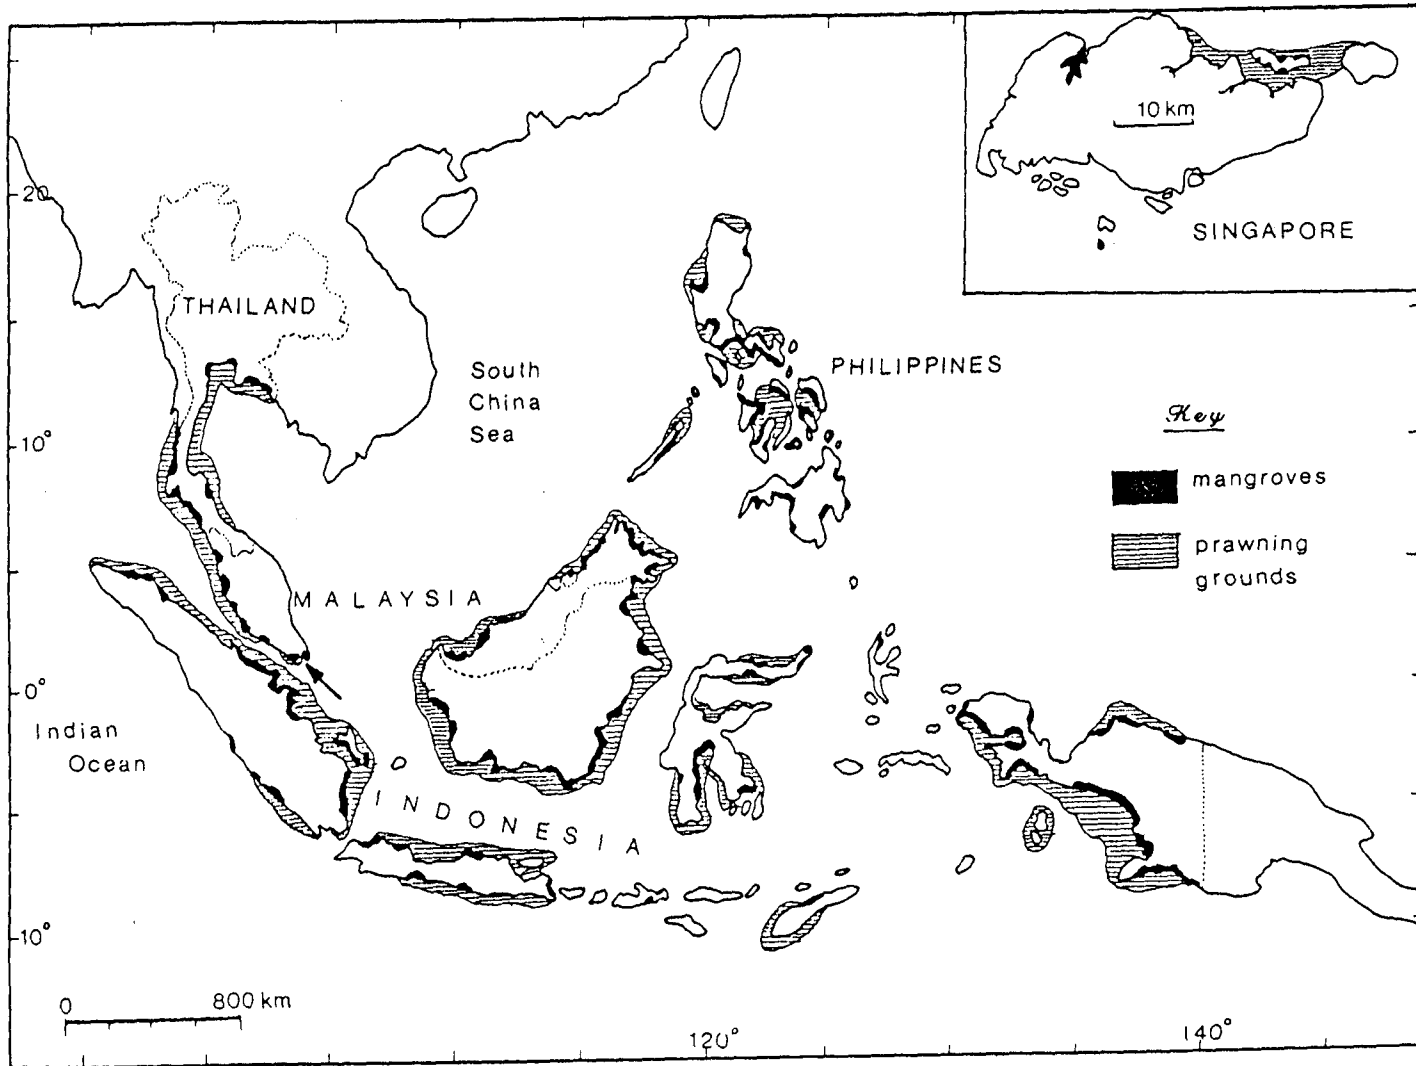 10 km
SINGAPORE
20
THAILAND
South
China
Sea
PHILIPPINES
Key
10°
mangroves
prawning
grounds
MALAYSIA
0°
Indian
Ocean
INDONESIA
10°
0 800 km
120°
140°